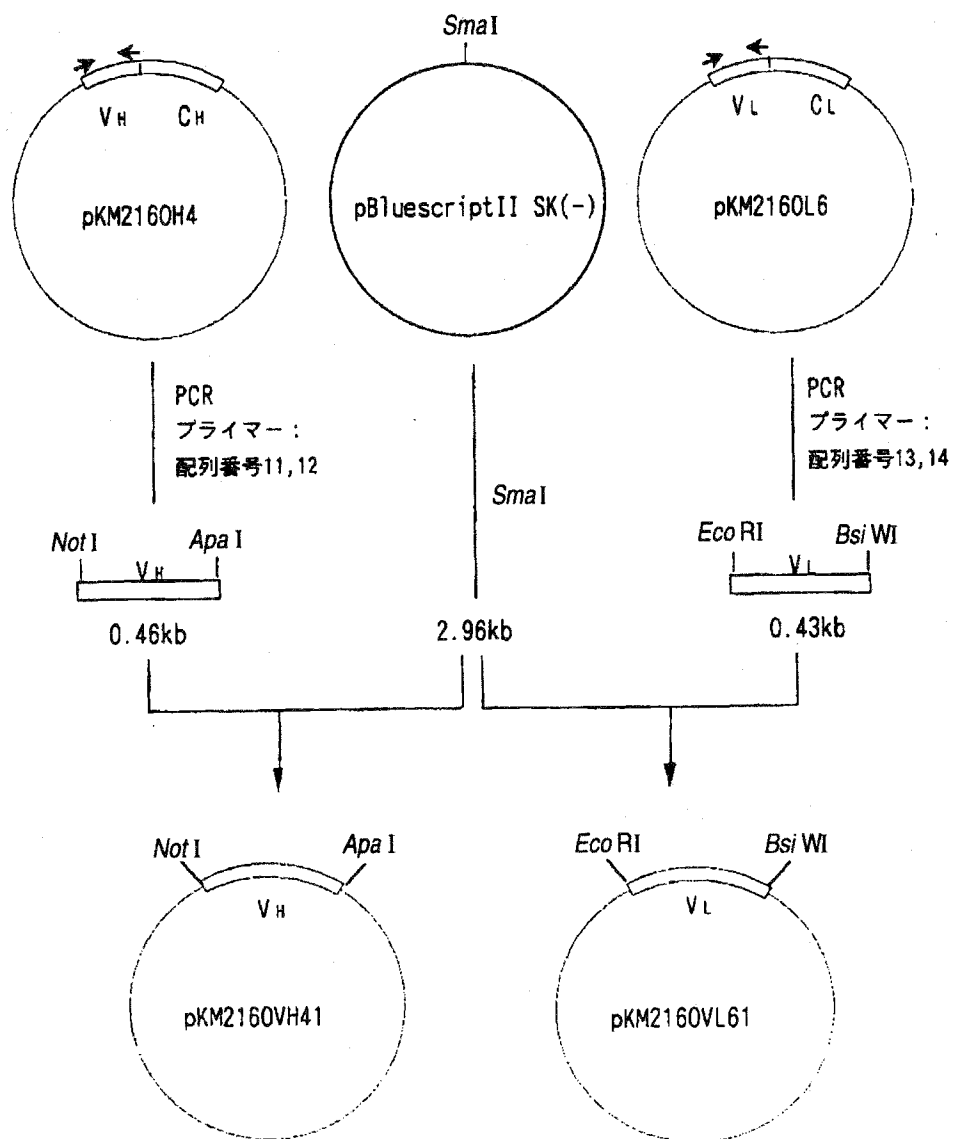 SmaI
VH CH
pKM2160H4
pBluescriptII SK(-)
VL CL
pKM2160L6
PCR
プライマー:
配列番号11,12
SmaI
PCR
プライマー:
配列番号13,14
NotI ApaI
VH
0.46kb
2.96kb
EcoRI BsiWI
VL
0.43kb
NotI ApaI
VH
pKM2160VH41
EcoRI BsiWI
VL
pKM2160VL61